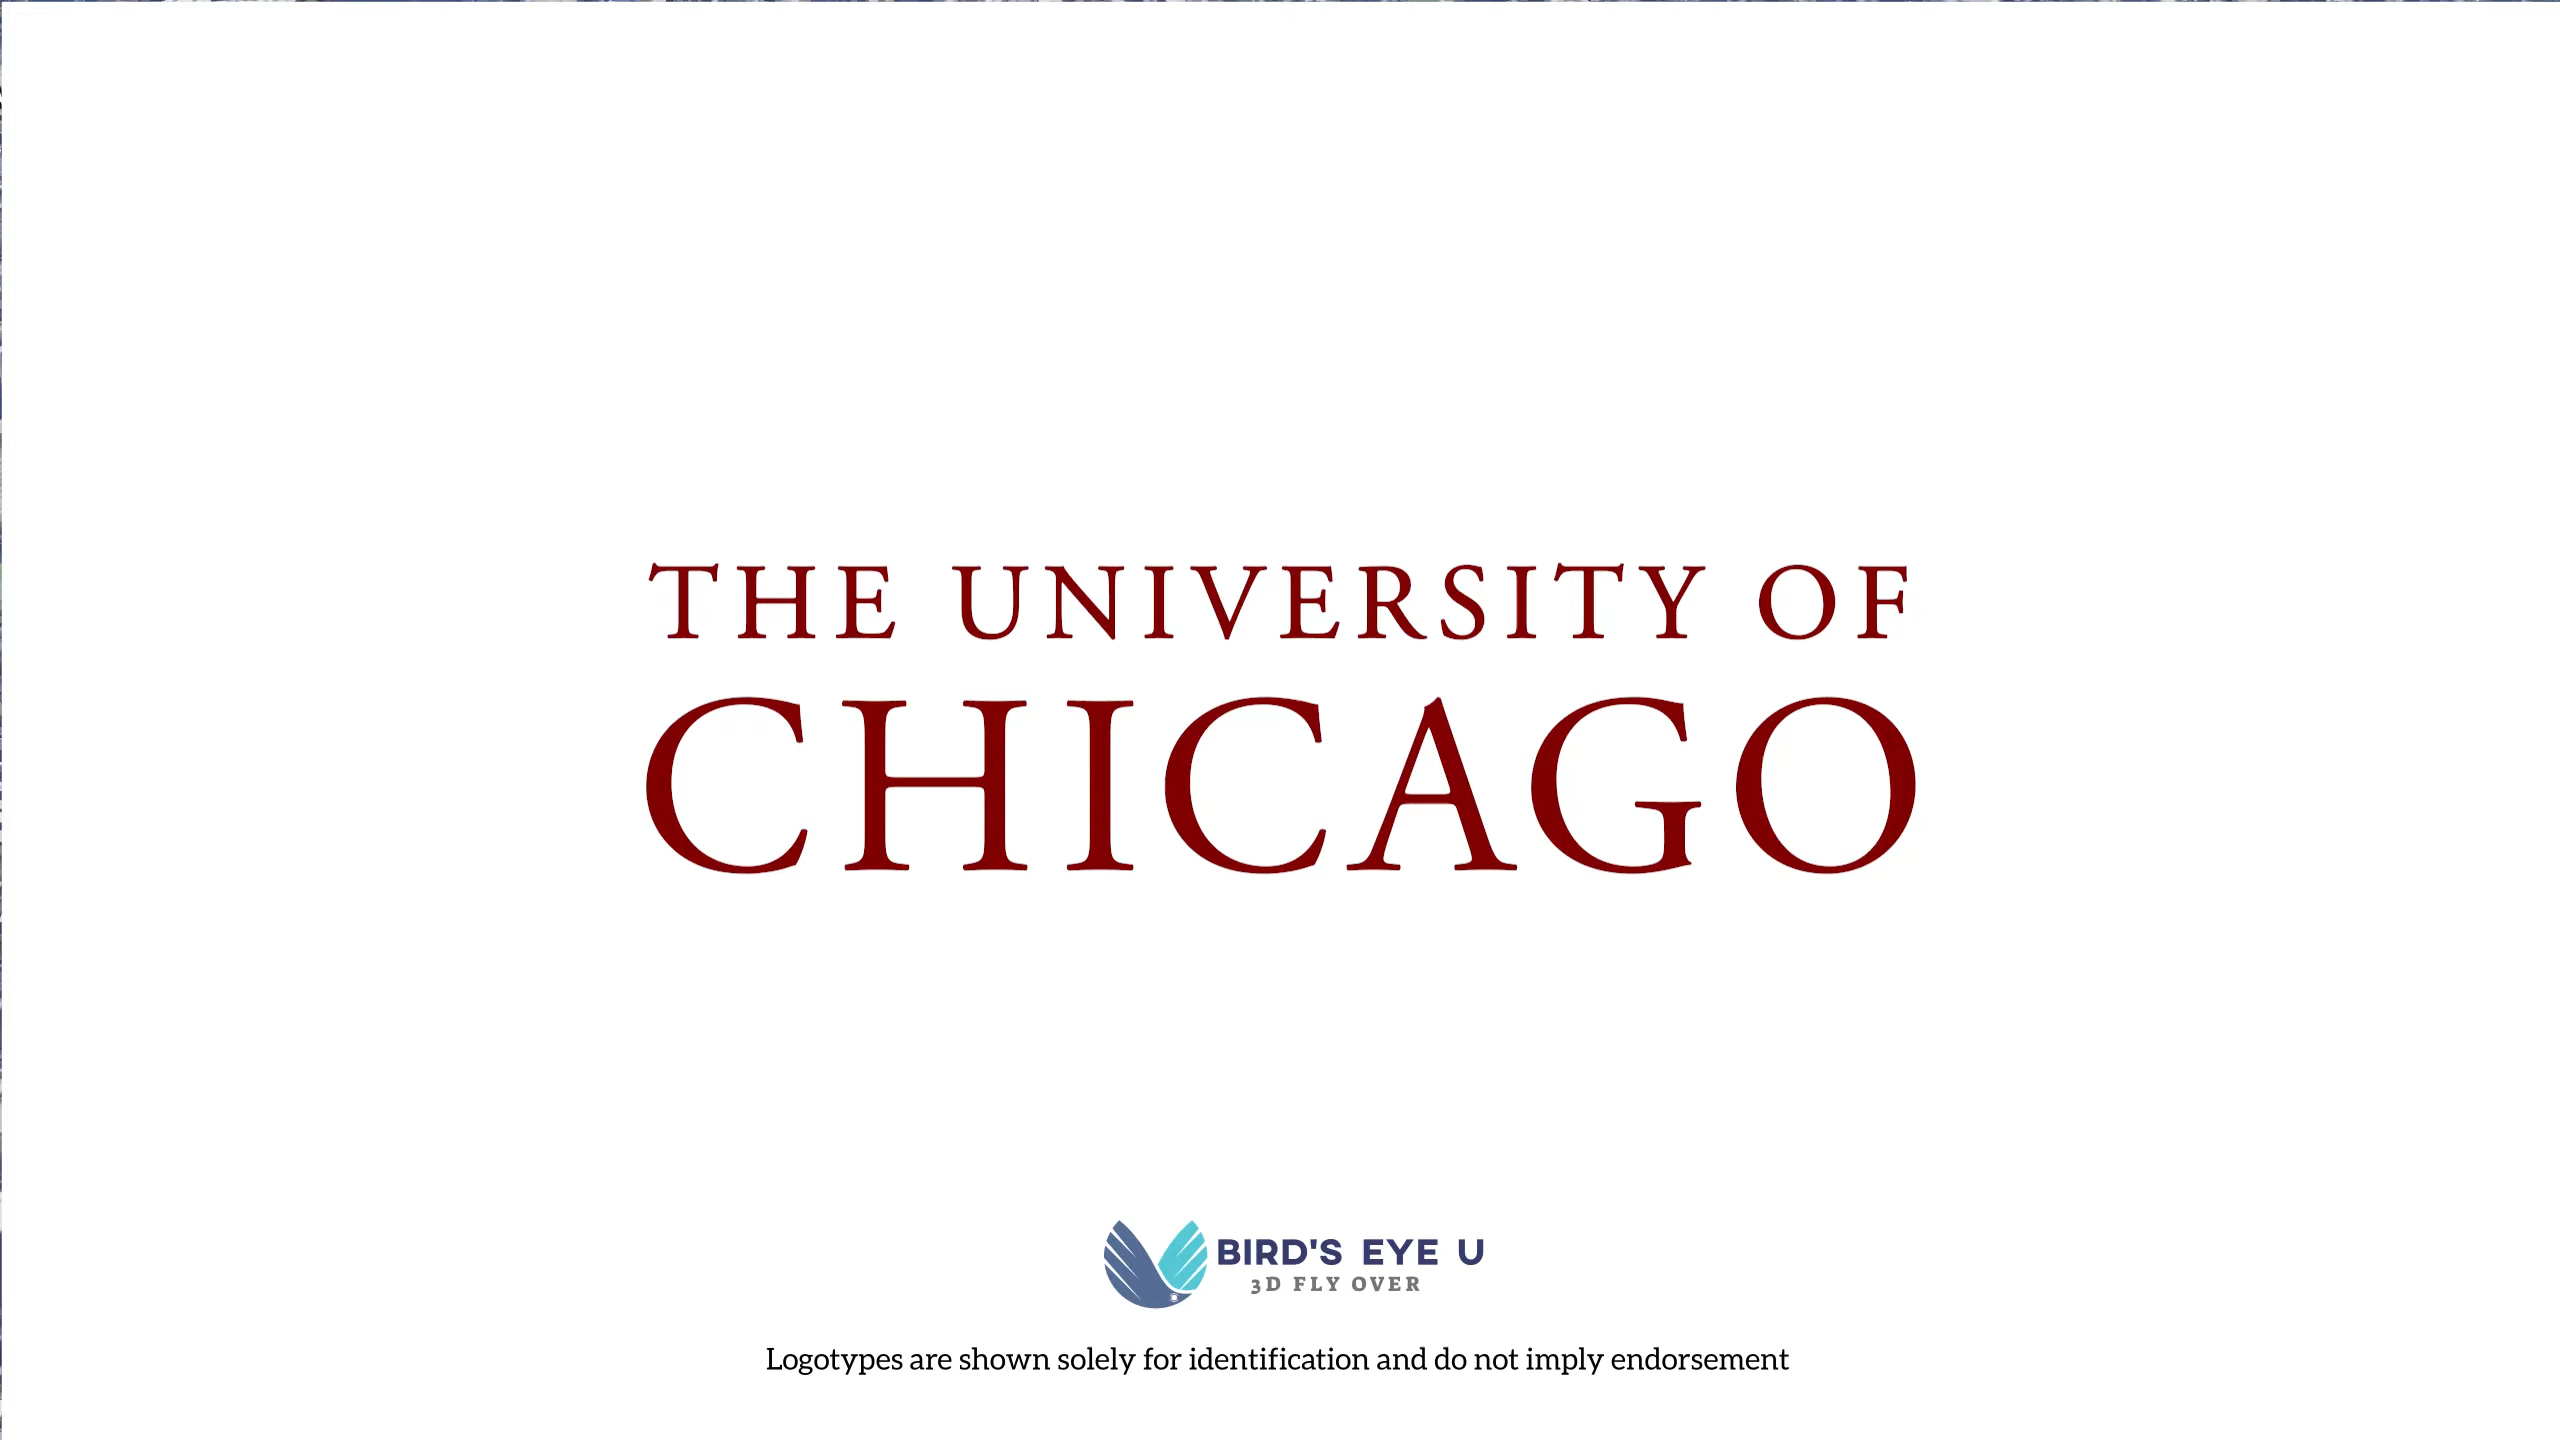 THE UNIVERSITY OF
CHICAGO
BIRD'S EYE U
3D FLY OVER
Logotypes are shown solely for identification and do not imply endorsement